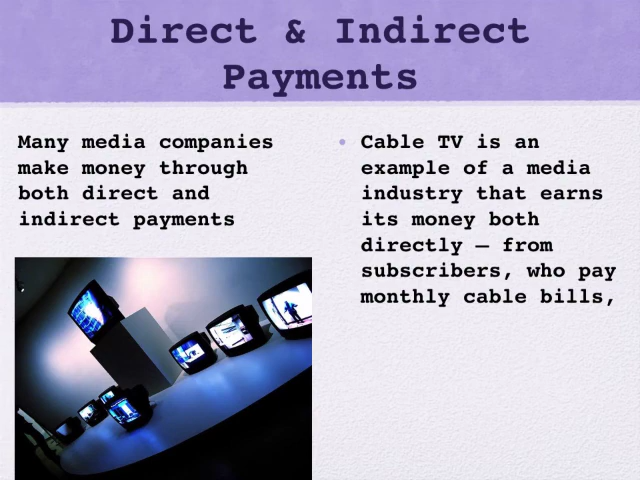 Direct & Indirect
Payments
Many media companies
make money through
both direct and
indirect payments
• Cable TV is an
example of a media
industry that earns
its money both
directly – from
subscribers, who pay
monthly cable bills,